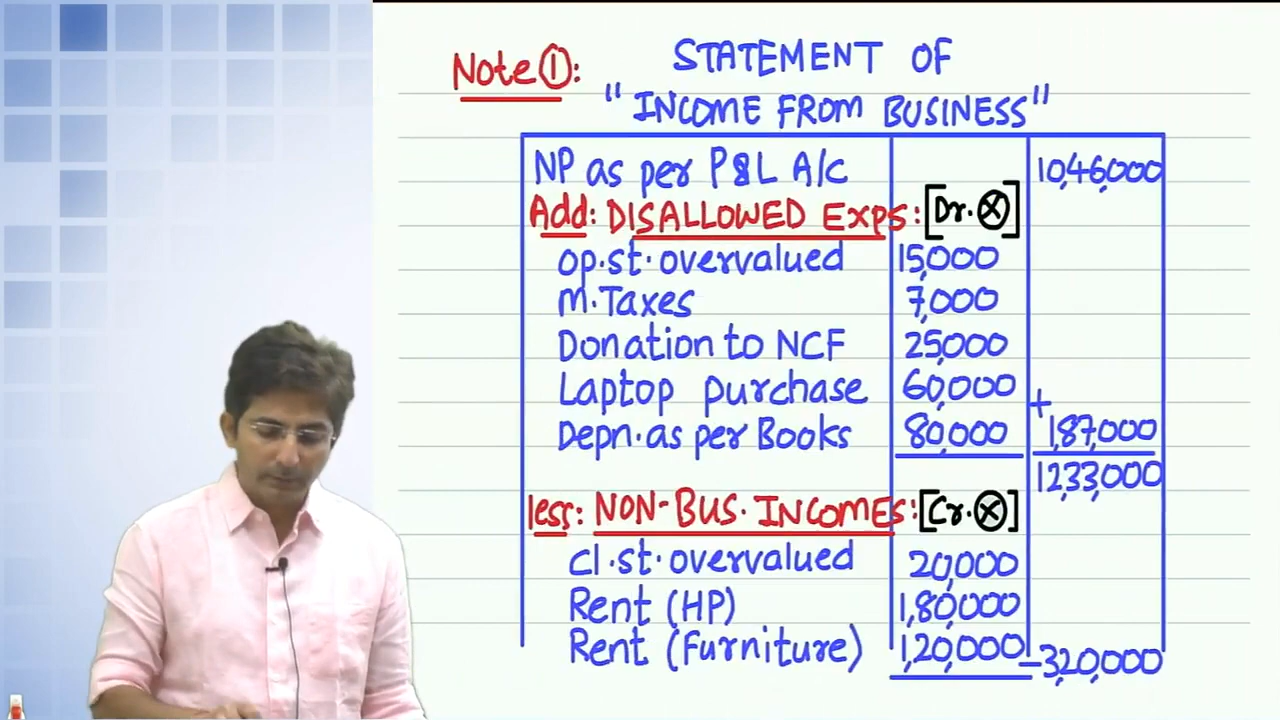 Note ①: STATEMENT OF
"INCOME FROM BUSINESS"
NP as per P&L A/c 10,46,000
Add: DISALLOWED Exps: [Dr. ⊗]
op.st.overvalued 15,000
m.Taxes 7,000
Donation to NCF 25,000
Laptop purchase 60,000
Depn.as per Books 80,000 + 1,87,000
12,33,000
less: NON-BUS. INCOMES: [Cr. ⊗]
Cl.st.overvalued 20,000
Rent (HP) 1,80,000
Rent (Furniture) 1,20,000 - 3,20,000